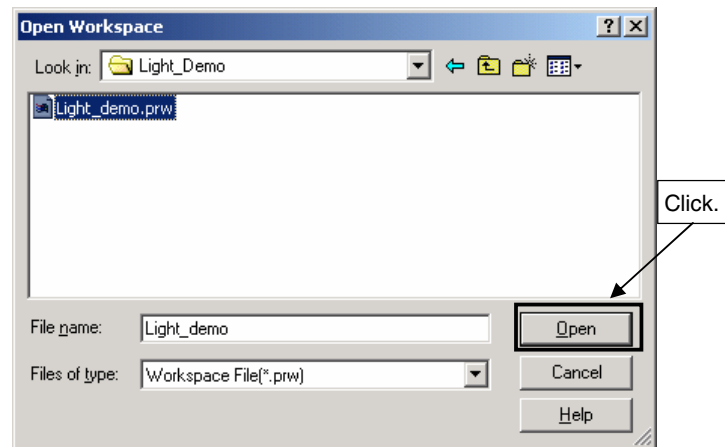 Open Workspace
Look in: Light_Demo
Light_demo.prw
Click.
File name: Light_demo Open
Files of type: Workspace File(*.prw) Cancel
Help